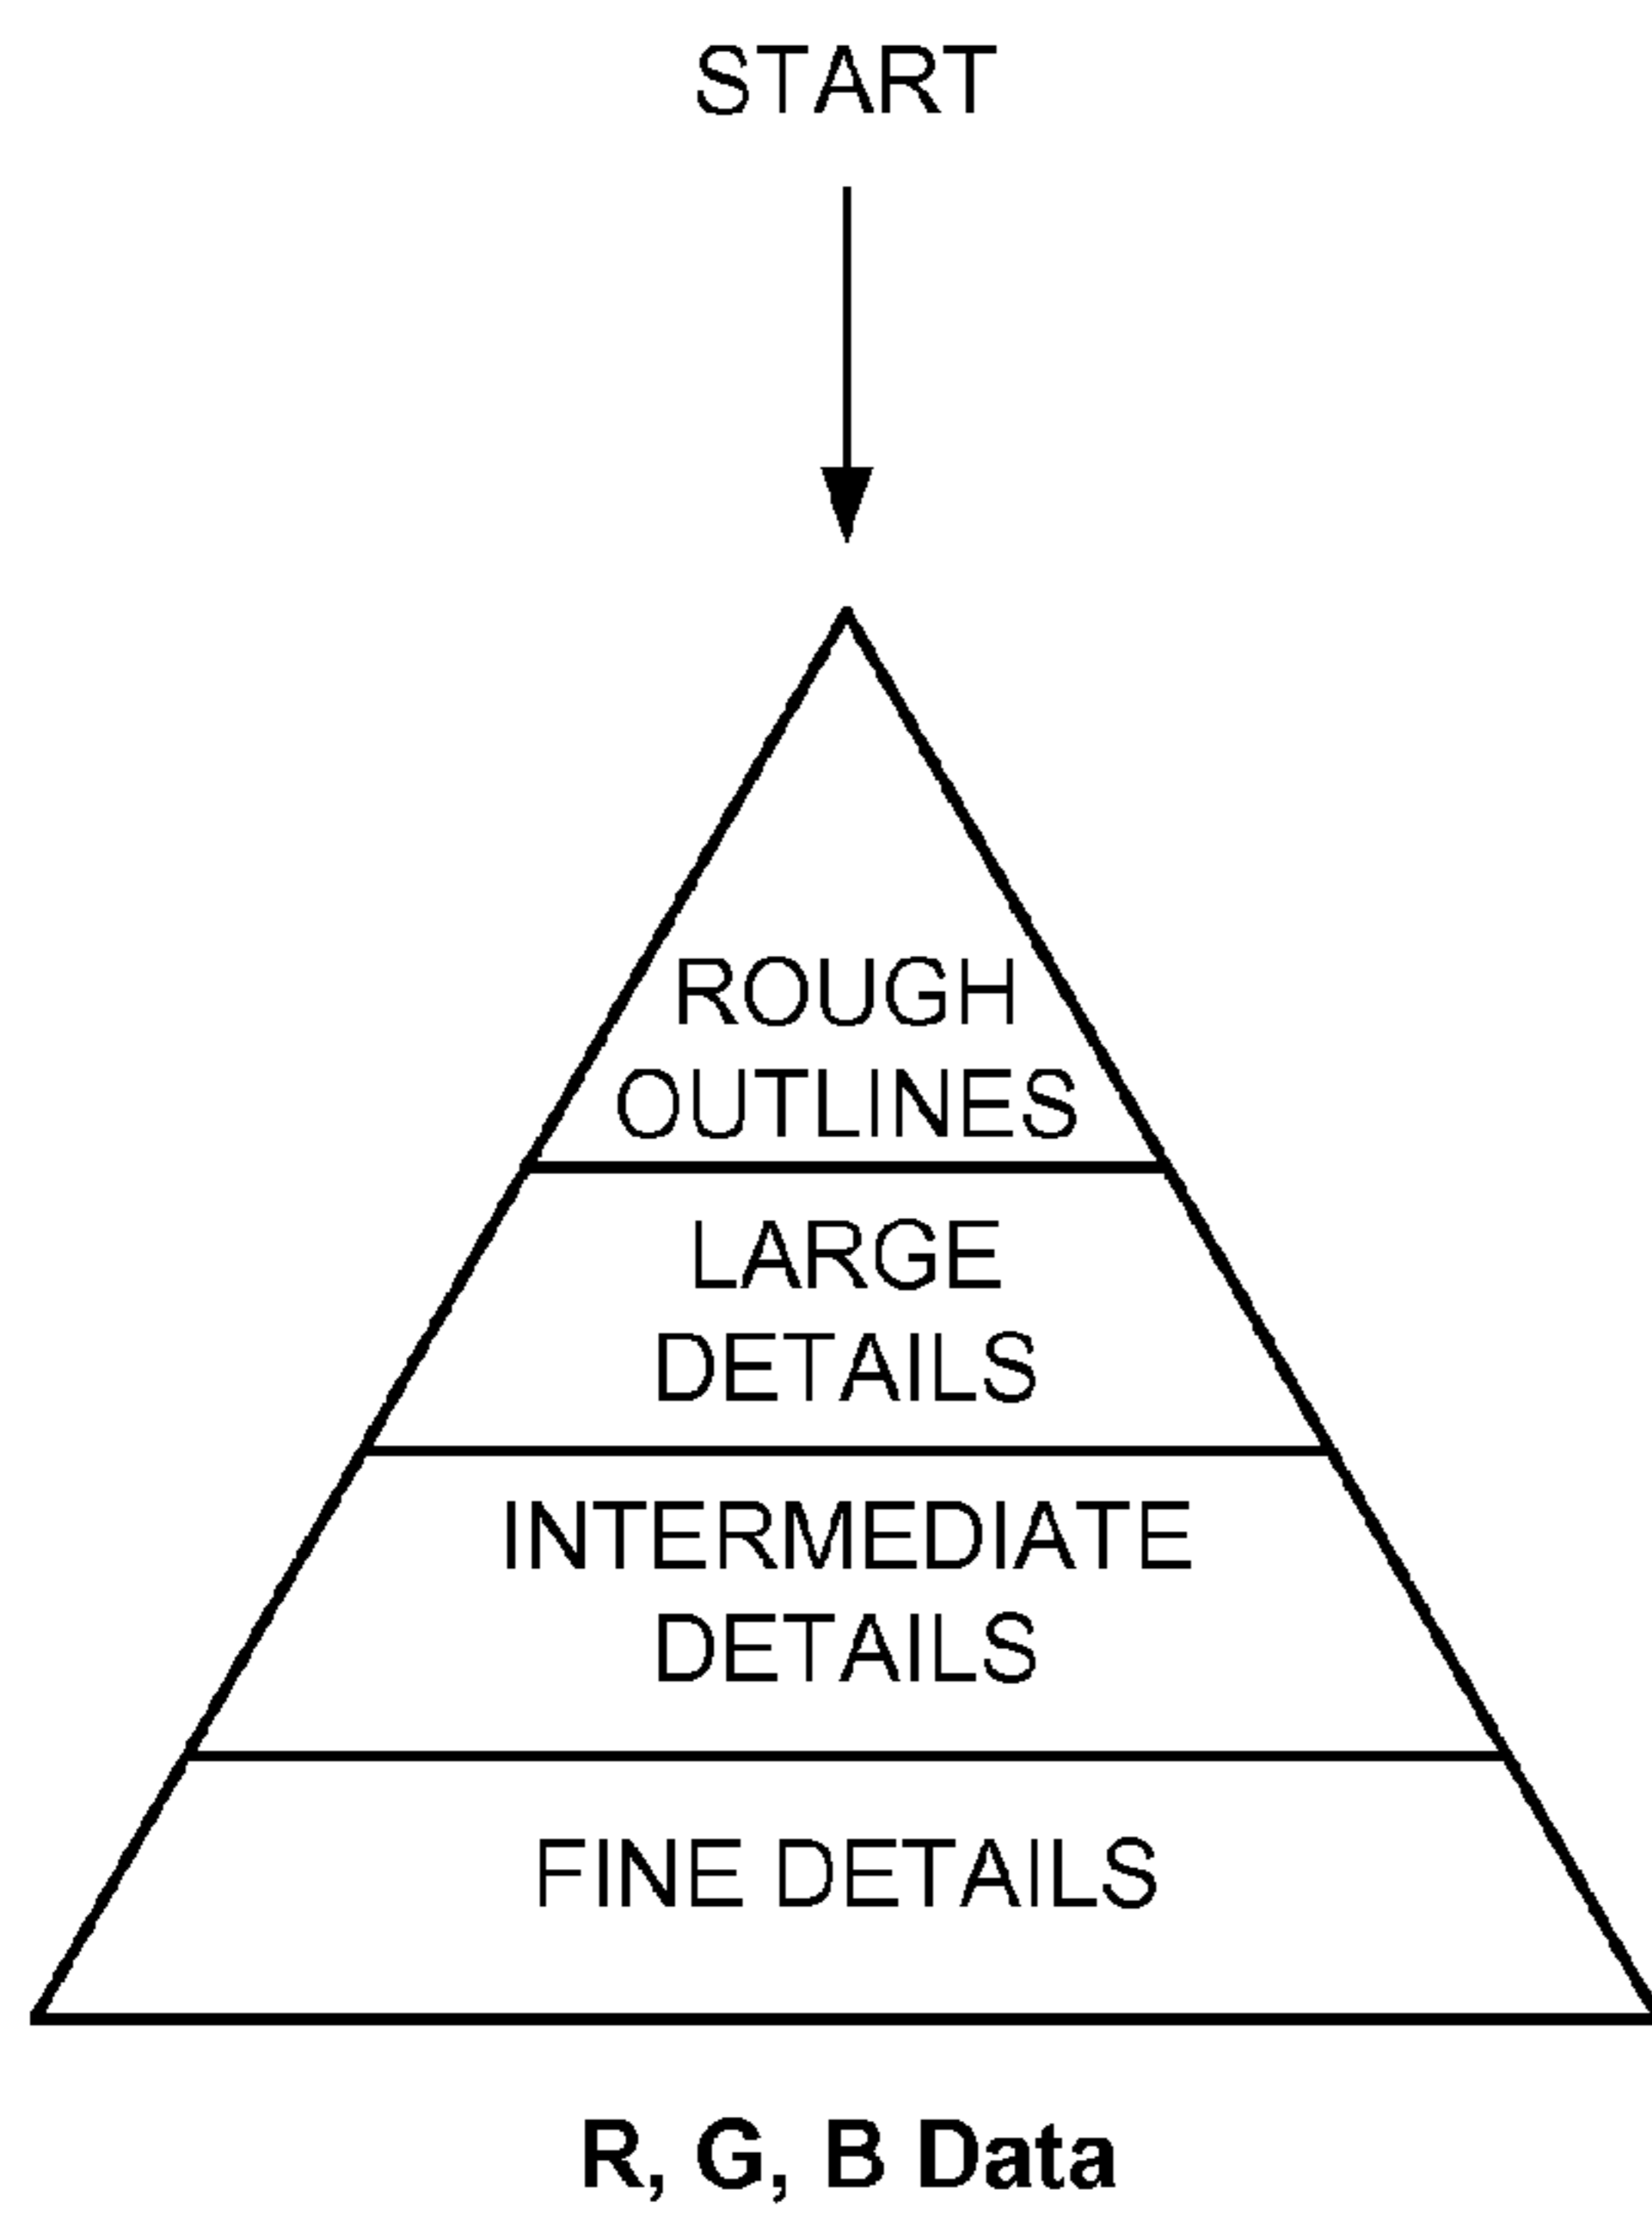 START
ROUGH
OUTLINES
LARGE
DETAILS
INTERMEDIATE
DETAILS
FINE DETAILS
R, G, B Data